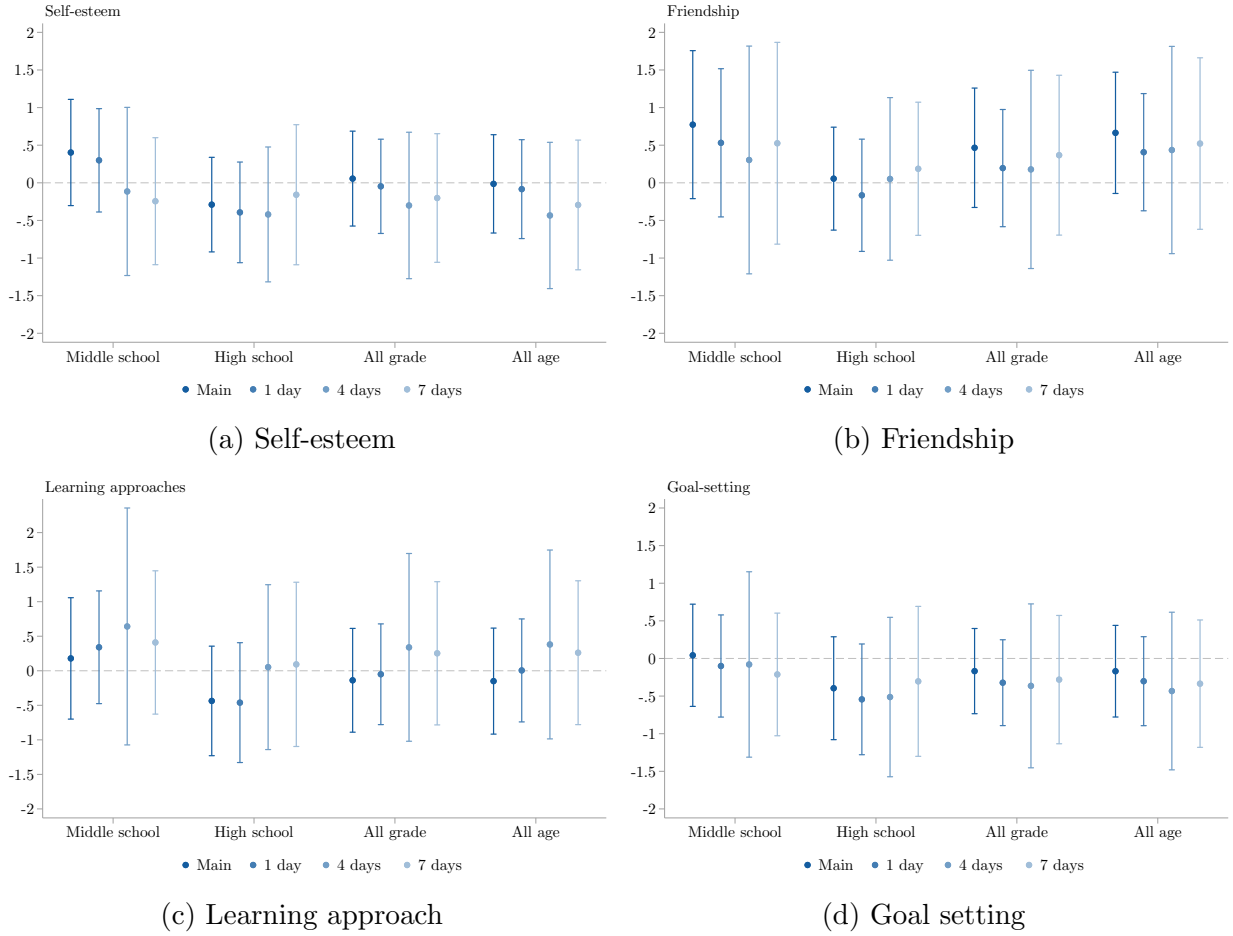 Self-esteem
2
1.5
1
.5
0
-.5
-1
-1.5
-2
Middle school High school All grade All age
Main 1 day 4 days 7 days
(a) Self-esteem
Friendship
2
1.5
1
.5
0
-.5
-1
-1.5
-2
Middle school High school All grade All age
Main 1 day 4 days 7 days
(b) Friendship
Learning approaches
2
1.5
1
.5
0
-.5
-1
-1.5
-2
Middle school High school All grade All age
Main 1 day 4 days 7 days
(c) Learning approach
Goal-setting
2
1.5
1
.5
0
-.5
-1
-1.5
-2
Middle school High school All grade All age
Main 1 day 4 days 7 days
(d) Goal setting